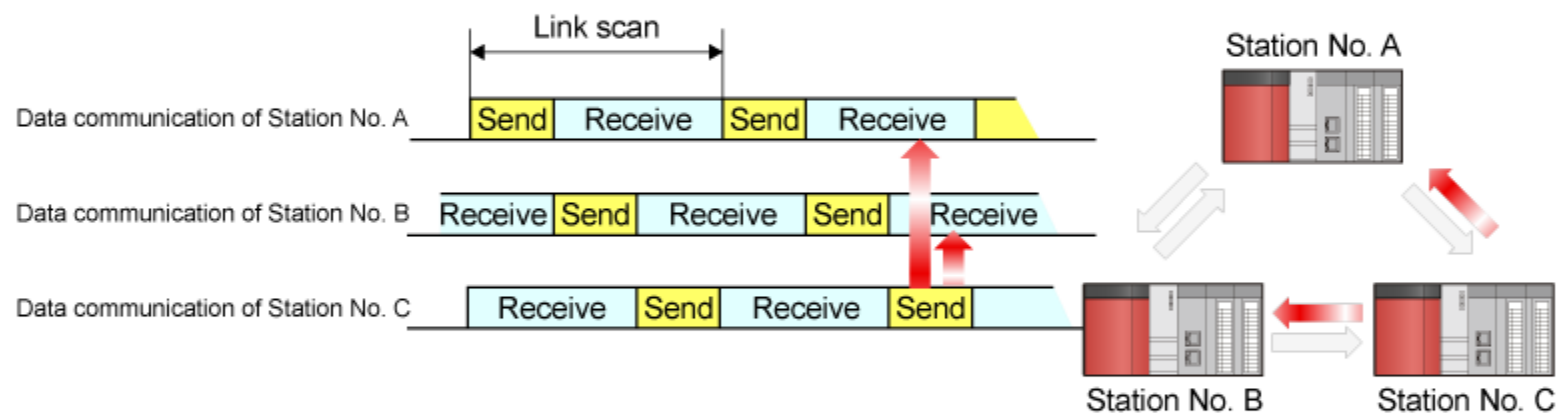 Link scan
Station No. A
Data communication of Station No. A
Send Receive Send Receive
Data communication of Station No. B
Receive Send Receive Send Receive
Data communication of Station No. C
Receive Send Receive Send
Station No. B
Station No. C